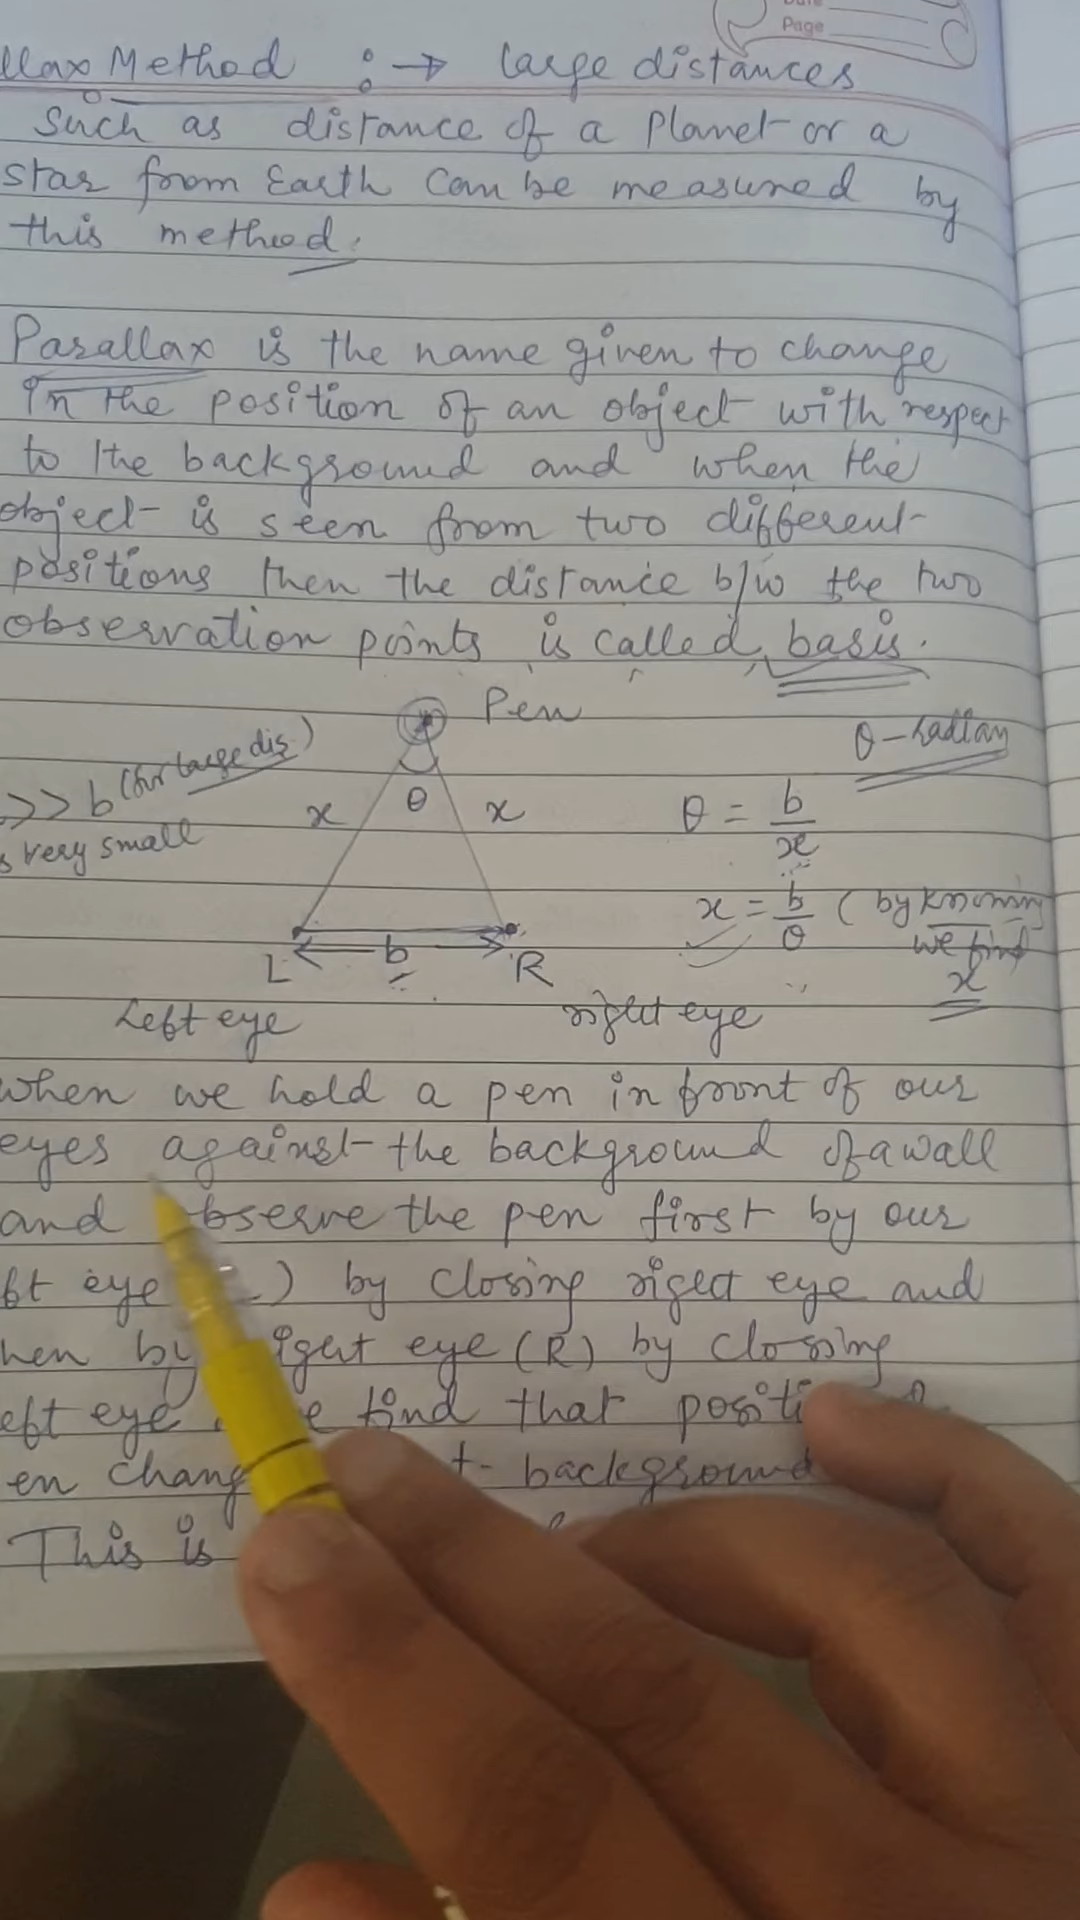 Page
llax Method :→ large distances
such as distance of a planet or a
star from Earth can be measured by
this method.
Parallax is the name given to change
in the position of an object with respect
to the background and when the
object is seen from two different
positions then the distance b/w the two
observation points is called basis.
Pen
θ - radian
>> b (for large dis)
very small
x θ x
θ = b/x
x = b/θ (by knowing
we find
x
L b R
Left eye right eye
when we hold a pen in front of our
eyes against the background of a wall
and observe the pen first by our
ft eye ) by closing right eye and
hen by ight eye (R) by closing
eft eye find that positi
en chang background
This is